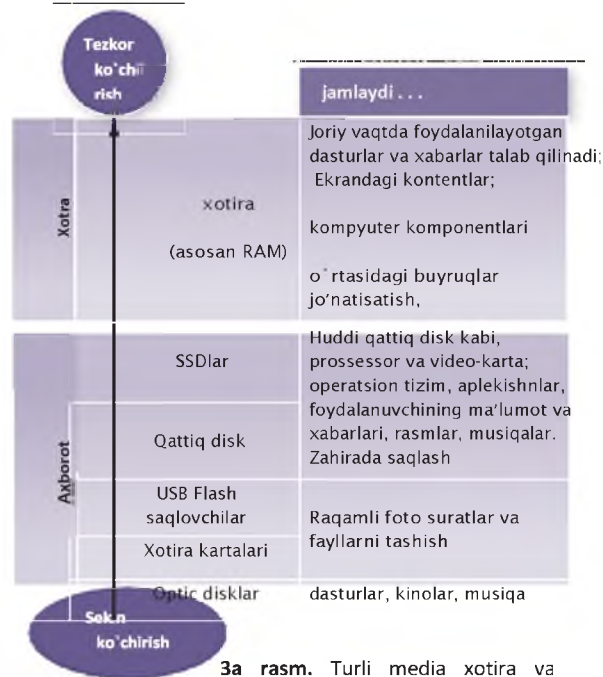 Tezkor
ko`chi
rish
jamlaydi . . .
Xotra
xotira
(asosan RAM)
Joriy vaqtda foydalanilayotgan
dasturlar va xabarlar talab qilinadi;
Ekrandagi kontentlar;
kompyuter komponentlari
o`rtasidagi buyruqlar
jo’natisatish,
Axborot
SSDlar
Huddi qattiq disk kabi,
prossessor va video-karta;
operatsion tizim, aplekishnlar,
foydalanuvchining ma’lumot va
xabarlari, rasmlar, musiqalar.
Zahirada saqlash
Qattiq disk
USB Flash
saqlovchilar
Xotira kartalari
Raqamli foto suratlar va
fayllarni tashish
Optic disklar
dasturlar, kinolar, musiqa
Sekin
ko`chirish
3a rasm. Turli media xotira va